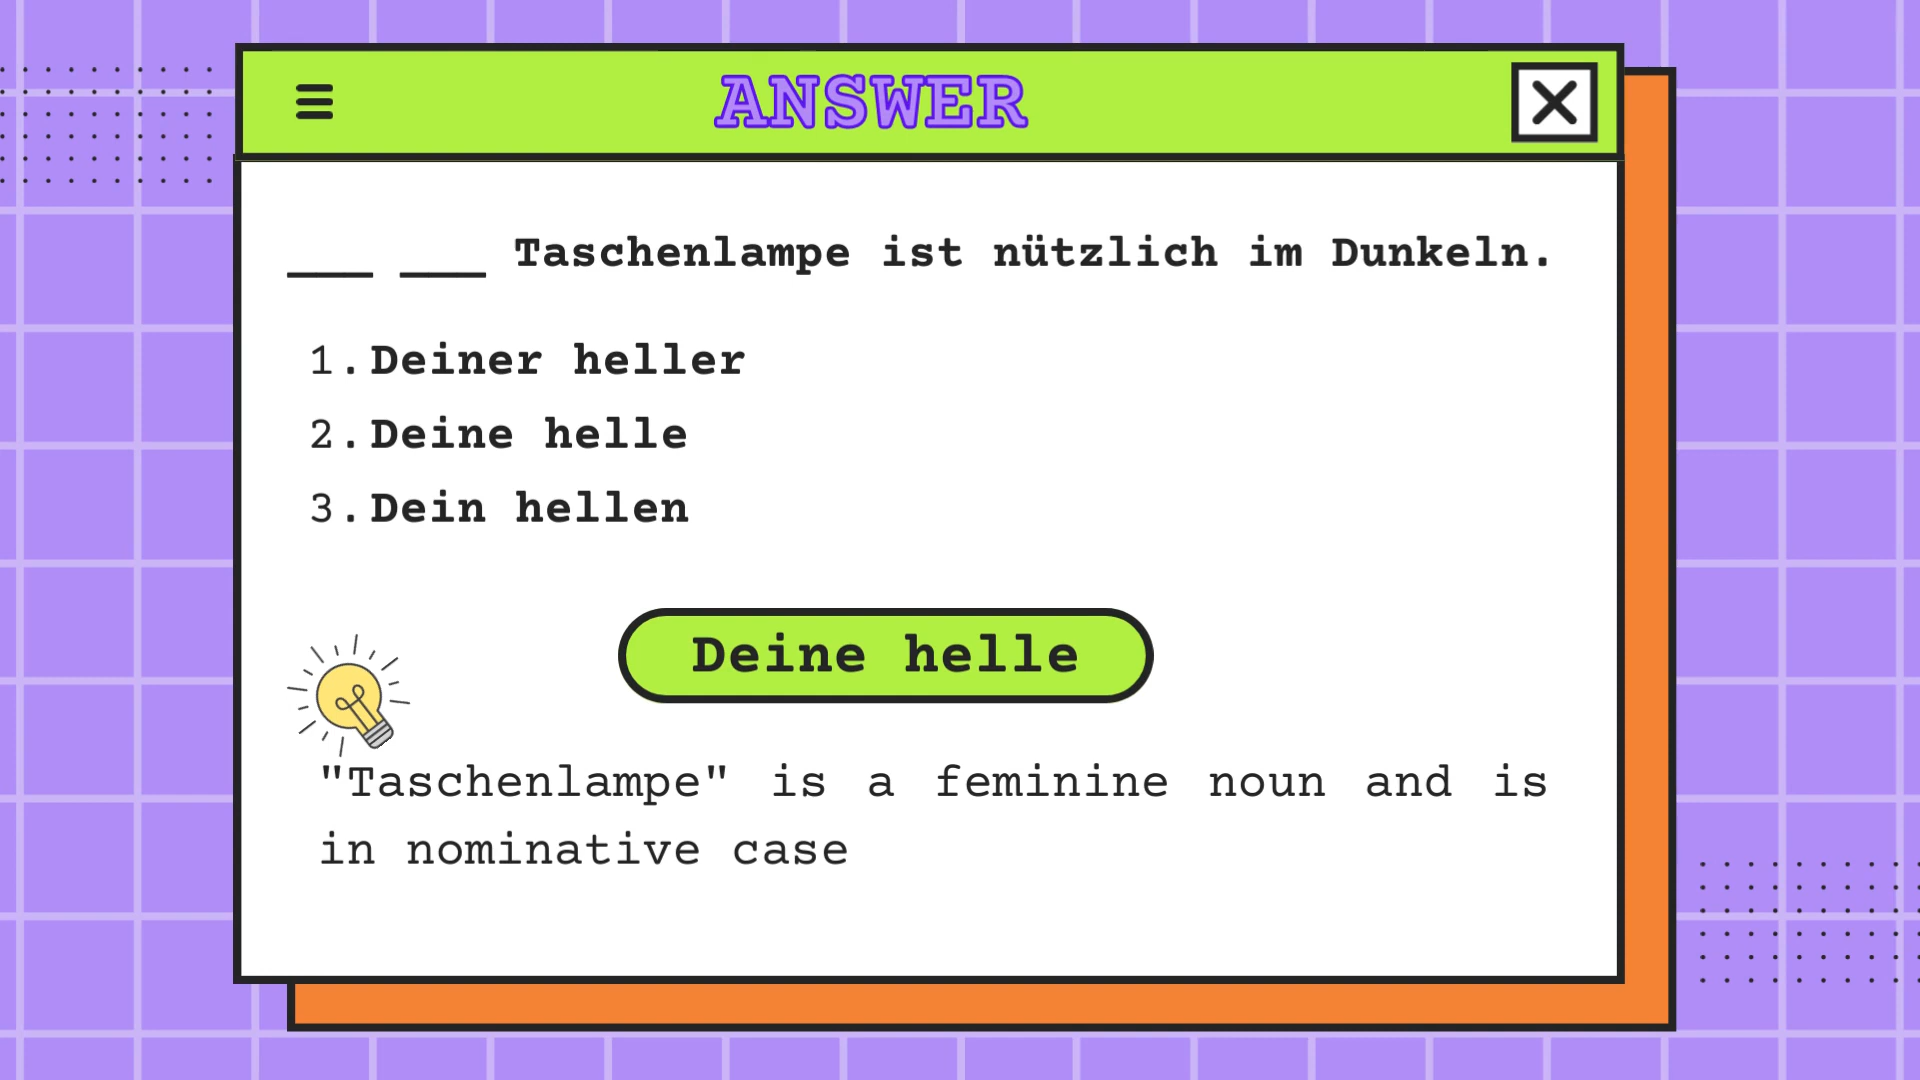 ANSWER
___ ___ Taschenlampe ist nützlich im Dunkeln.
1. Deiner heller
2. Deine helle
3. Dein hellen
Deine helle
"Taschenlampe" is a feminine noun and is
in nominative case